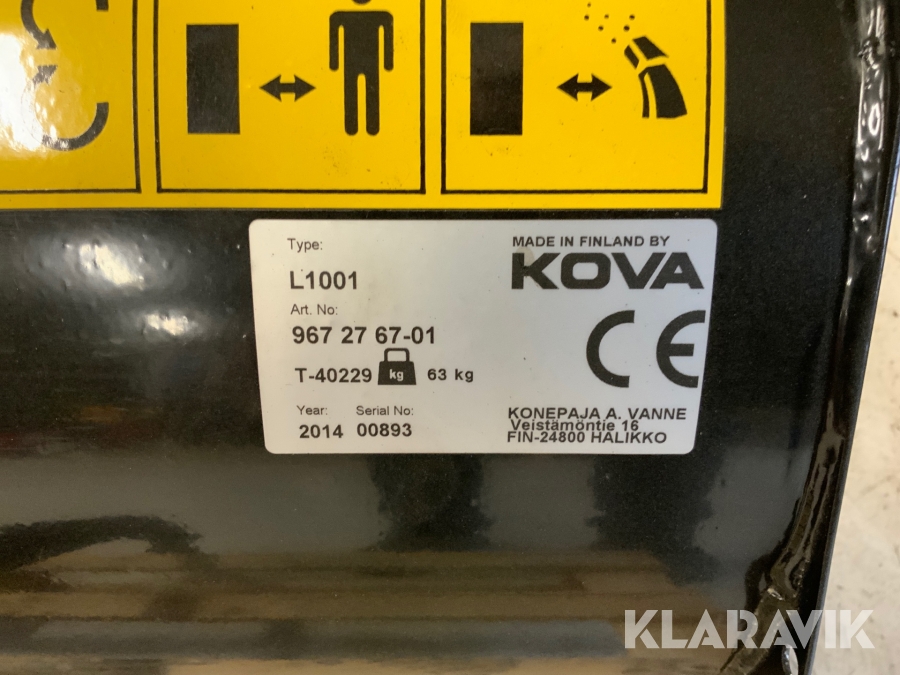 Type:
L1001
Art. No:
967 27 67-01
T-40229 kg 63 kg
Year: Serial No:
2014 00893
MADE IN FINLAND BY
KOVA
CE
KONEPAJA A. VANNE
Veistämöntie 16
FIN-24800 HALIKKO
KLARAVIK